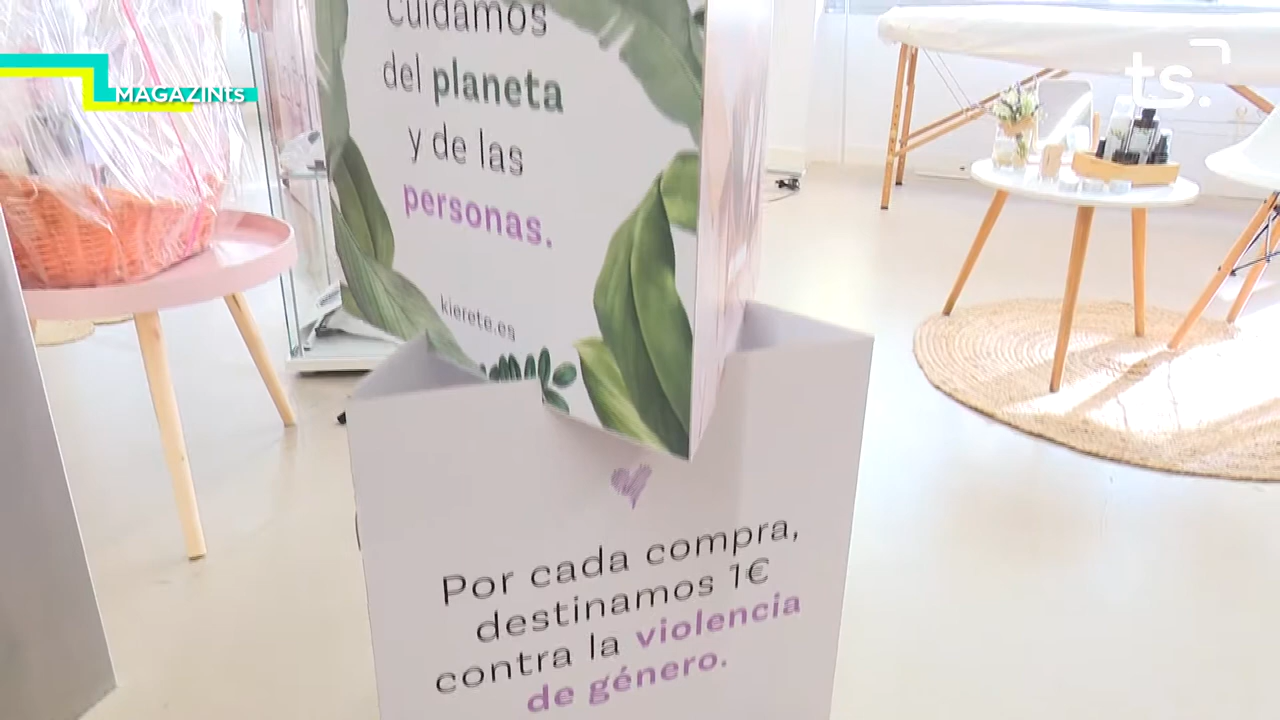 MAGAZINts
ts.
Cuidamos
del planeta
y de las
personas.
kierete.es
Por cada compra,
destinamos 1€
contra la violencia
de género.